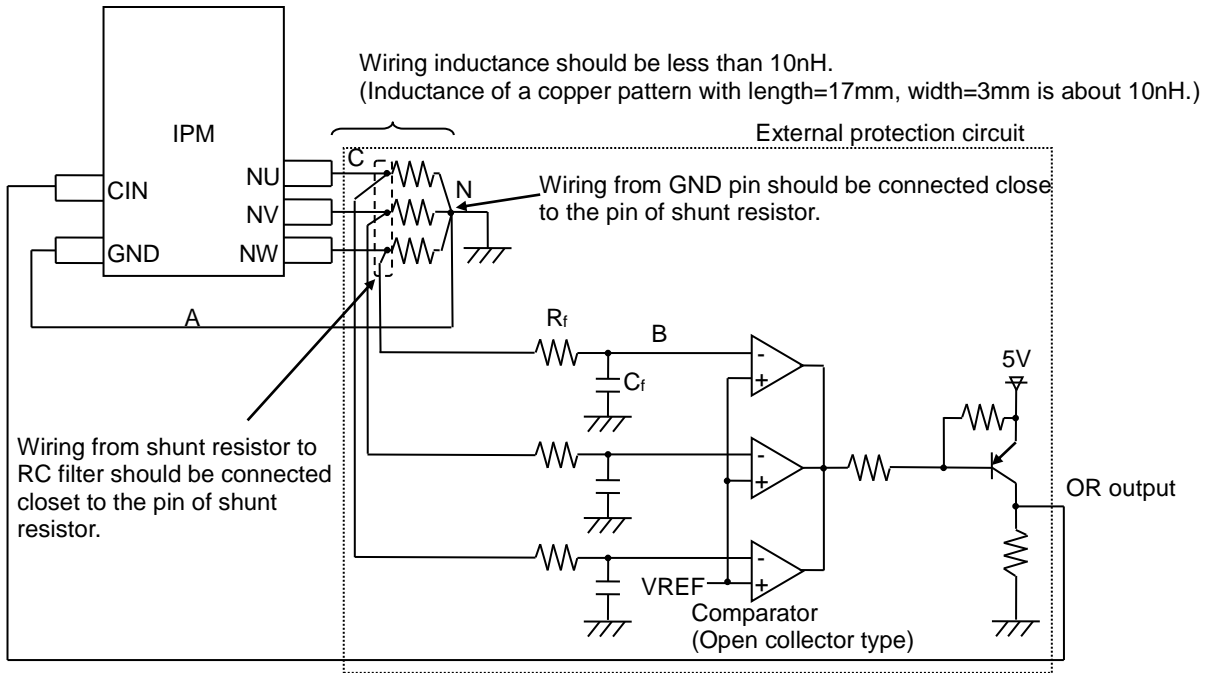 Wiring inductance should be less than 10nH.
(Inductance of a copper pattern with length=17mm, width=3mm is about 10nH.)
IPM
External protection circuit
C
NU
CIN
N
Wiring from GND pin should be connected close
to the pin of shunt resistor.
NV
GND
NW
A
Rf
B
-
+
5V
Cf
Wiring from shunt resistor to
RC filter should be connected
closet to the pin of shunt
resistor.
-
+
OR output
-
VREF
+
Comparator
(Open collector type)